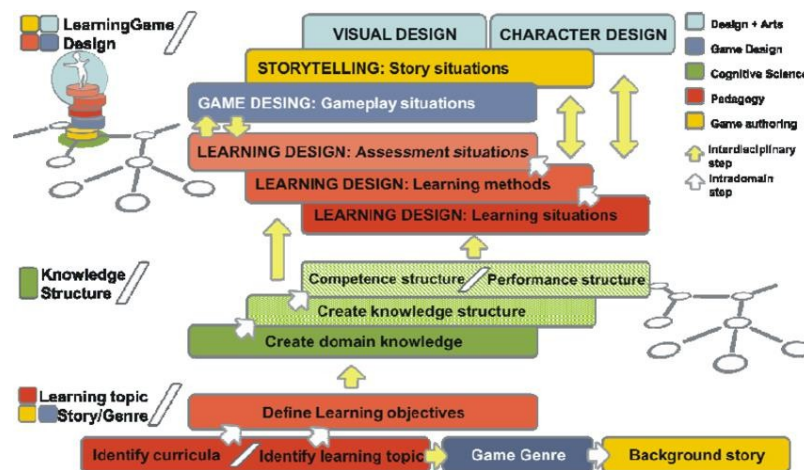 LearningGame
Design
VISUAL DESIGN
CHARACTER DESIGN
STORYTELLING: Story situations
GAME DESING: Gameplay situations
LEARNING DESIGN: Assessment situations
LEARNING DESIGN: Learning methods
LEARNING DESIGN: Learning situations
Design + Arts
Game Design
Cognitive Science
Pedagogy
Game authoring
Interdisciplinary
step
Intradomain
step
Knowledge
Structure
Competence structure
Performance structure
Create knowledge structure
Create domain knowledge
Learning topic
Story/Genre
Define Learning objectives
Identify curricula
Identify learning topic
Game Genre
Background story